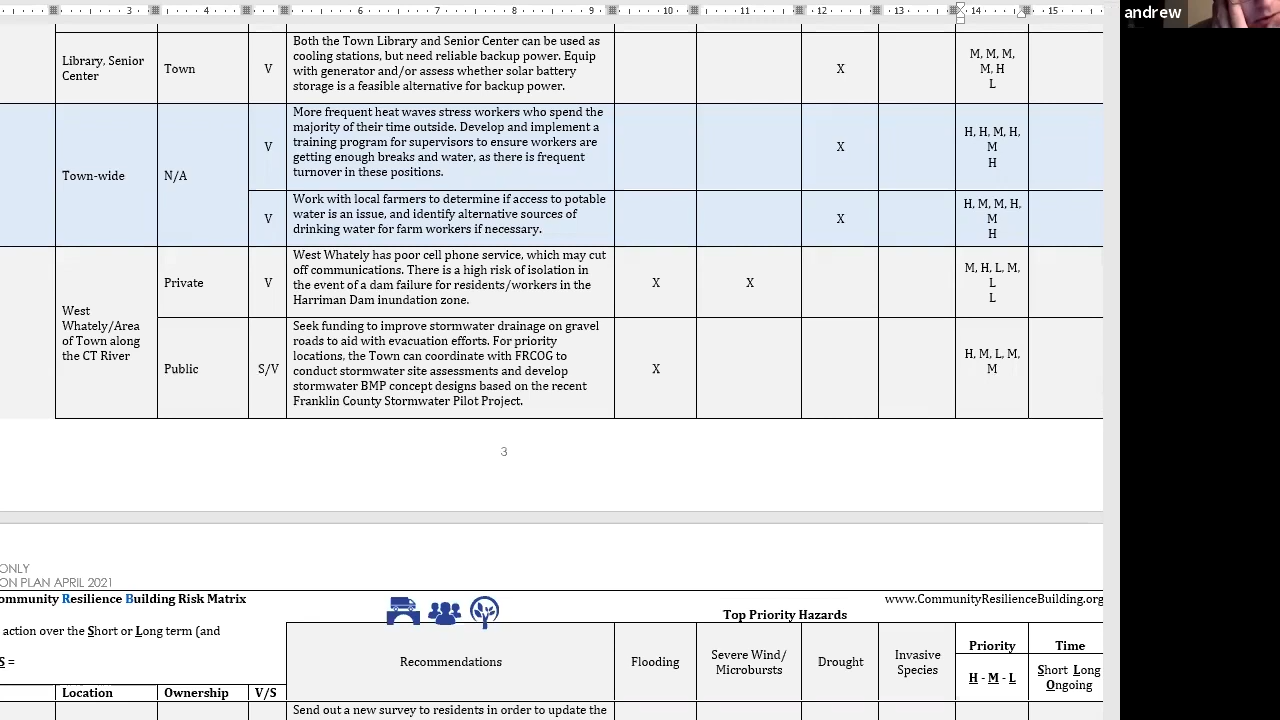 3 4 6 7 8 9 10 11 12 13 14 15
andrew
Library, Senior
Center
Town
V
Both the Town Library and Senior Center can be used as
cooling stations, but need reliable backup power. Equip
with generator and/or assess whether solar battery
storage is a feasible alternative for backup power.
X
M, M, M,
M, H
L
Town-wide
N/A
V
More frequent heat waves stress workers who spend the
majority of their time outside. Develop and implement a
training program for supervisors to ensure workers are
getting enough breaks and water, as there is frequent
turnover in these positions.
X
H, H, M, H,
M
H
V
Work with local farmers to determine if access to potable
water is an issue, and identify alternative sources of
drinking water for farm workers if necessary.
X
H, M, M, H,
M
H
West
Whately/Area
of Town along
the CT River
Private
V
West Whately has poor cell phone service, which may cut
off communications. There is a high risk of isolation in
the event of a dam failure for residents/workers in the
Harriman Dam inundation zone.
X
X
M, H, L, M,
L
L
Public
S/V
Seek funding to improve stormwater drainage on gravel
roads to aid with evacuation efforts. For priority
locations, the Town can coordinate with FRCOG to
conduct stormwater site assessments and develop
stormwater BMP concept designs based on the recent
Franklin County Stormwater Pilot Project.
X
H, M, L, M,
M
3
ONLY
ON PLAN APRIL 2021
ommunity Resilience Building Risk Matrix
www.CommunityResilienceBuilding.org
Top Priority Hazards
action over the Short or Long term (and
S =
Recommendations
Flooding
Severe Wind/
Microbursts
Drought
Invasive
Species
Priority
H - M - L
Time
Short Long
Ongoing
Location
Ownership
V/S
Send out a new survey to residents in order to update the